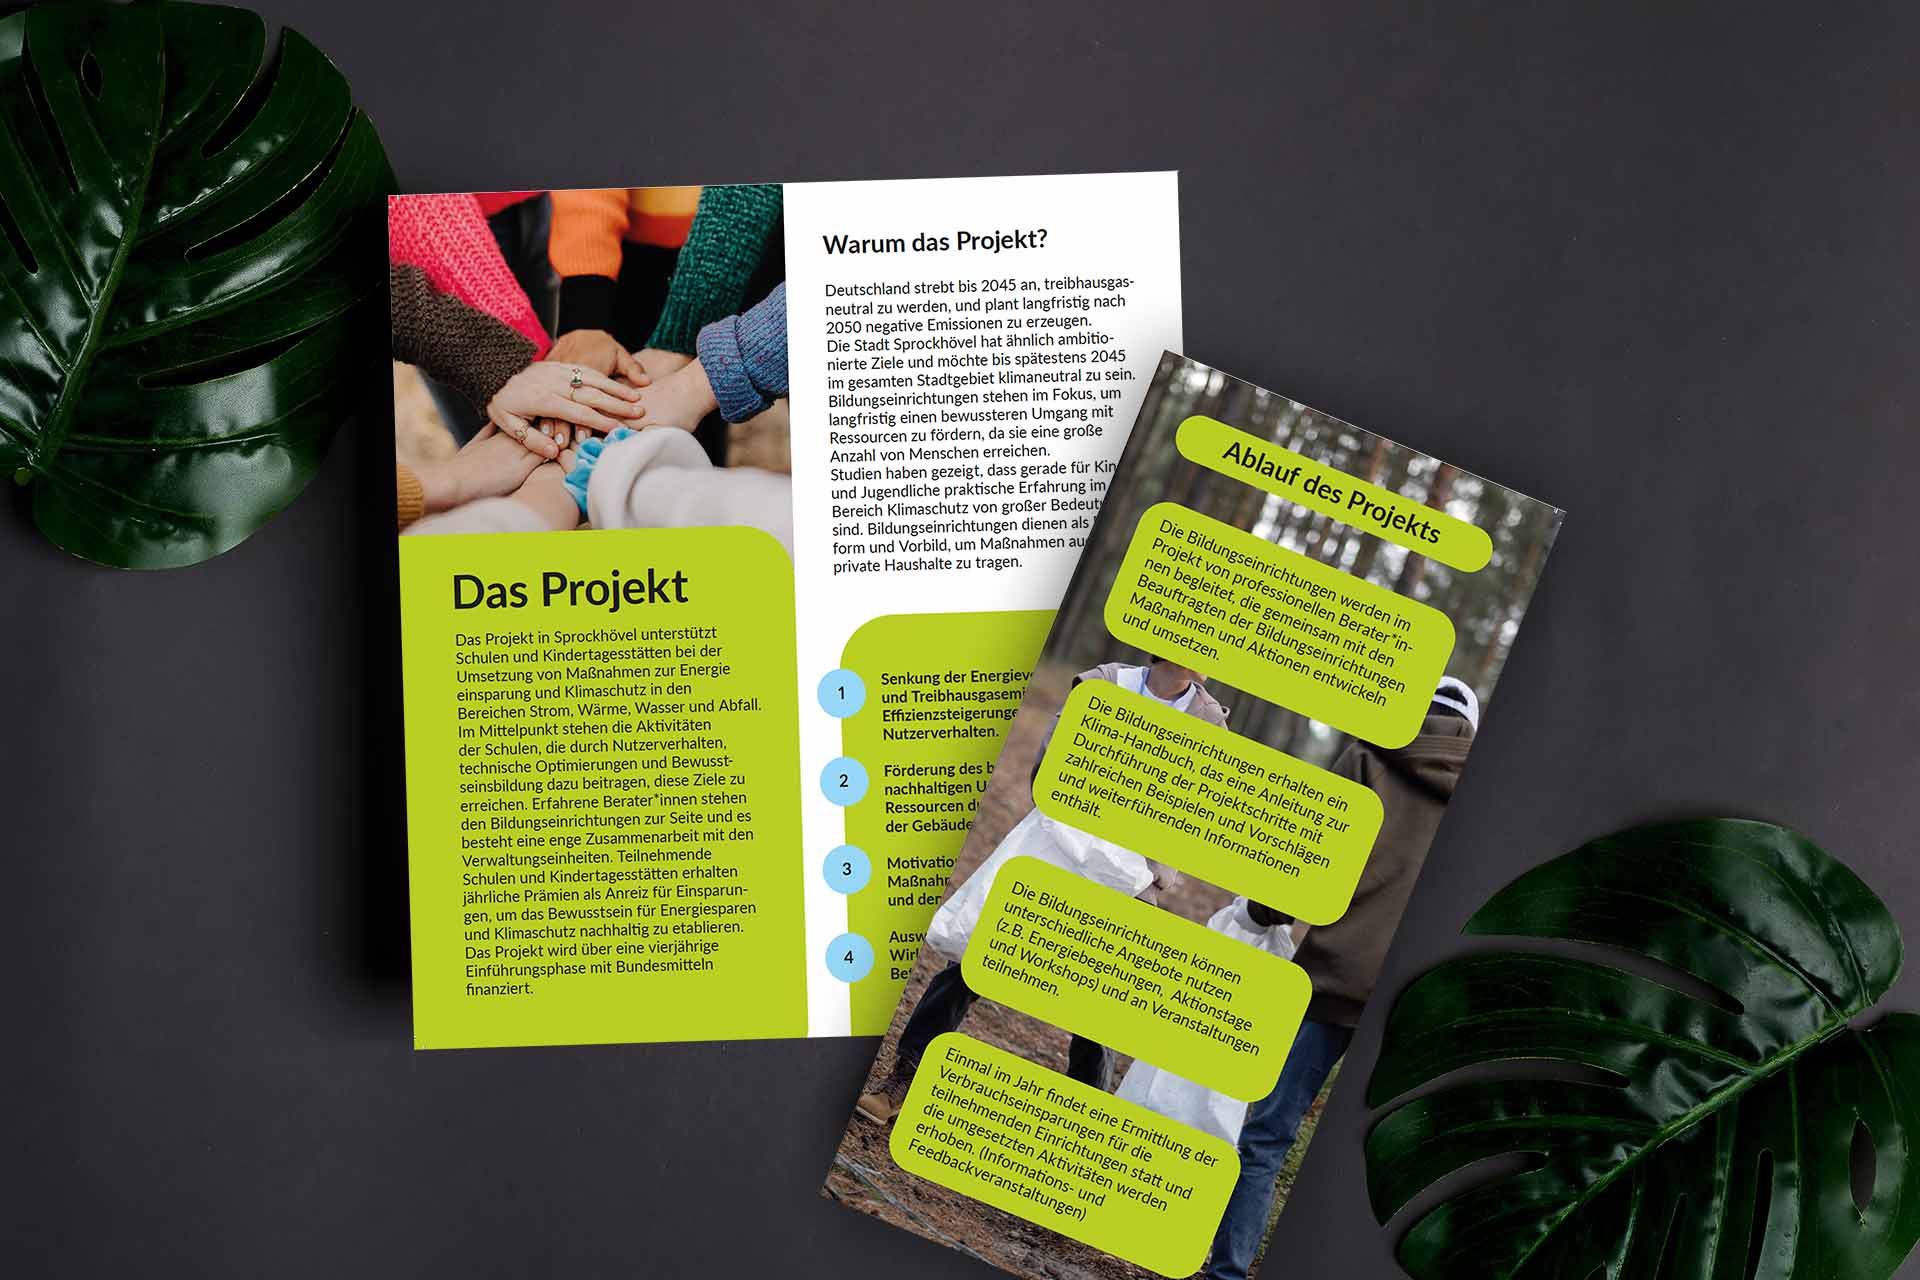 Das Projekt
Das Projekt in Sprockhövel unterstützt
Schulen und Kindertagesstätten bei der
Umsetzung von Maßnahmen zur Energie
einsparung und Klimaschutz in den
Bereichen Strom, Wärme, Wasser und Abfall.
Im Mittelpunkt stehen die Aktivitäten
der Schulen, die durch Nutzerverhalten,
technische Optimierungen und Bewusst-
seinsbildung dazu beitragen, diese Ziele zu
erreichen. Erfahrene Berater*innen stehen
den Bildungseinrichtungen zur Seite und es
besteht eine enge Zusammenarbeit mit den
Verwaltungseinheiten. Teilnehmende
Schulen und Kindertagesstätten erhalten
jährliche Prämien als Anreiz für Einsparun-
gen, um das Bewusstsein für Energiesparen
und Klimaschutz nachhaltig zu etablieren.
Das Projekt wird über eine vierjährige
Einführungsphase mit Bundesmitteln
finanziert.
Warum das Projekt?
Deutschland strebt bis 2045 an, treibhausgas-
neutral zu werden, und plant langfristig nach
2050 negative Emissionen zu erzeugen.
Die Stadt Sprockhövel hat ähnlich ambitio-
nierte Ziele und möchte bis spätestens 2045
im gesamten Stadtgebiet klimaneutral zu sein.
Bildungseinrichtungen stehen im Fokus, um
langfristig einen bewussteren Umgang mit
Ressourcen zu fördern, da sie eine große
Anzahl von Menschen erreichen.
Studien haben gezeigt, dass gerade für
und Jugendliche praktische Erfahrung im
Bereich Klimaschutz von großer
sind. Bildungseinrichtungen dienen als
form und Vorbild, um Maßnahmen
private Haushalte zu tragen.
1
Senkung der
und
Nutzerverhalten.
2
Förderung des
nachhaltigen
Ressourcen
der
3
und
4
Ablauf des Projekts
Die Bildungseinrichtungen werden im
Projekt von professionellen Berater*in-
nen begleitet, die gemeinsam mit den
Beauftragten der Bildungseinrichtungen
Maßnahmen und Aktionen entwickeln
und umsetzen.
Die Bildungseinrichtungen erhalten ein
Klima-Handbuch, das eine Anleitung zur
Durchführung der Projektschritte mit
zahlreichen Beispielen und Vorschlägen
und weiterführenden Informationen
enthält.
Die Bildungseinrichtungen können
unterschiedliche Angebote nutzen
(z.B. Energiebegehungen, Aktionstage
und Workshops) und an Veranstaltungen
teilnehmen.
Einmal im Jahr findet eine Ermittlung der
Verbrauchseinsparungen für die
teilnehmenden Einrichtungen statt und
die umgesetzten Aktivitäten werden
erhoben. (Informations- und
Feedbackveranstaltungen)